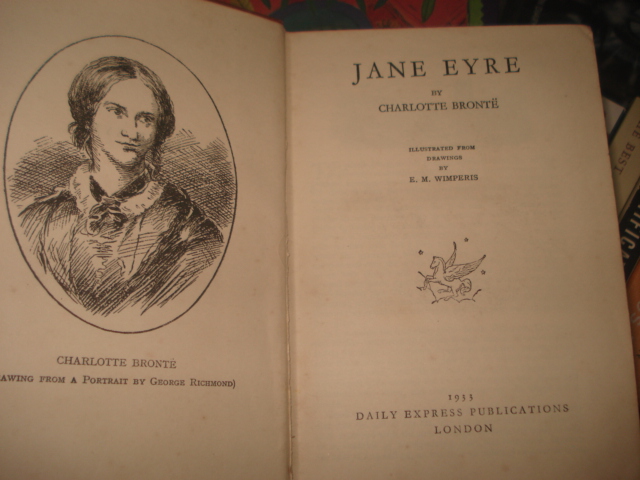 CHARLOTTE BRONTË
AWING FROM A PORTRAIT BY GEORGE RICHMOND)
JANE EYRE
BY
CHARLOTTE BRONTË
ILLUSTRATED FROM
DRAWINGS
BY
E. M. WIMPERIS
1933
DAILY EXPRESS PUBLICATIONS
LONDON
BEST